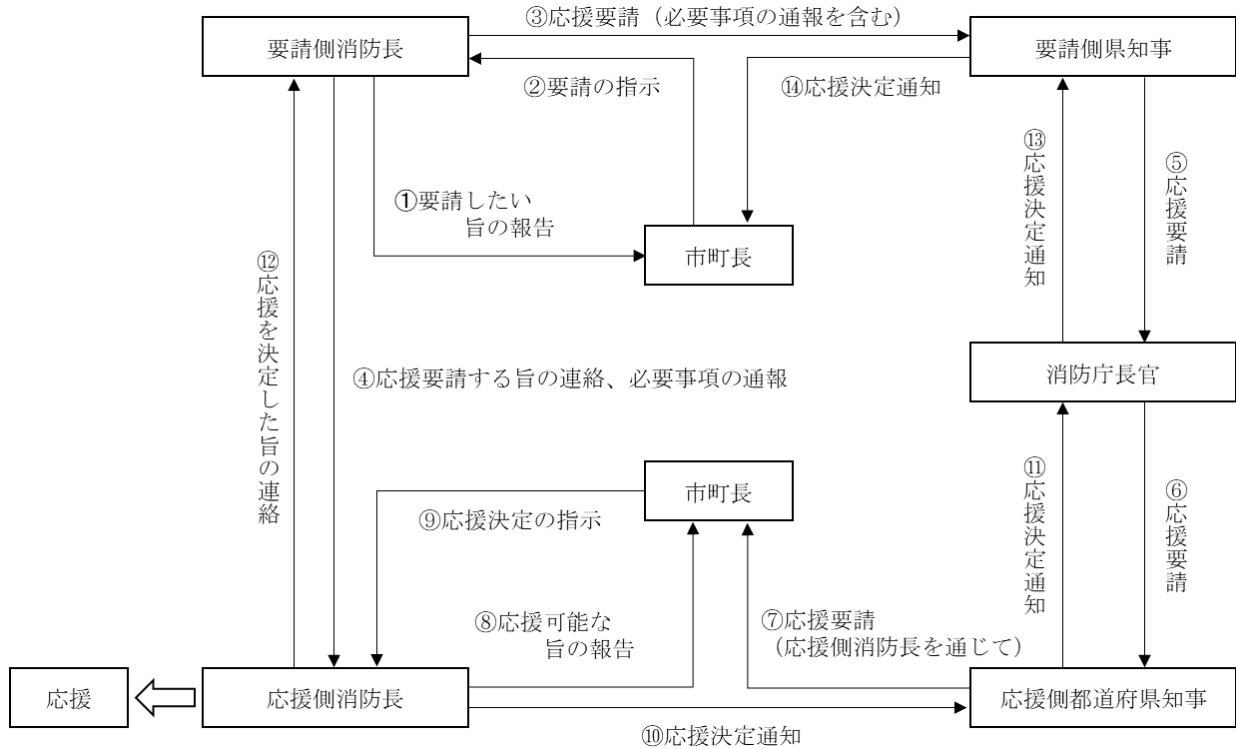 ③応援要請（必要事項の通報を含む）
要請側消防長
要請側県知事
②要請の指示
⑭応援決定通知
①要請したい
旨の報告
市町長
⑬応援決定通知
⑤応援要請
⑫応援を決定した旨の連絡
消防庁長官
④応援要請する旨の連絡、必要事項の通報
市町長
⑨応援決定の指示
⑪応援決定通知
⑥応援要請
⑧応援可能な
旨の報告
⑦応援要請
（応援側消防長を通じて）
応援
応援側消防長
応援側都道府県知事
⑩応援決定通知